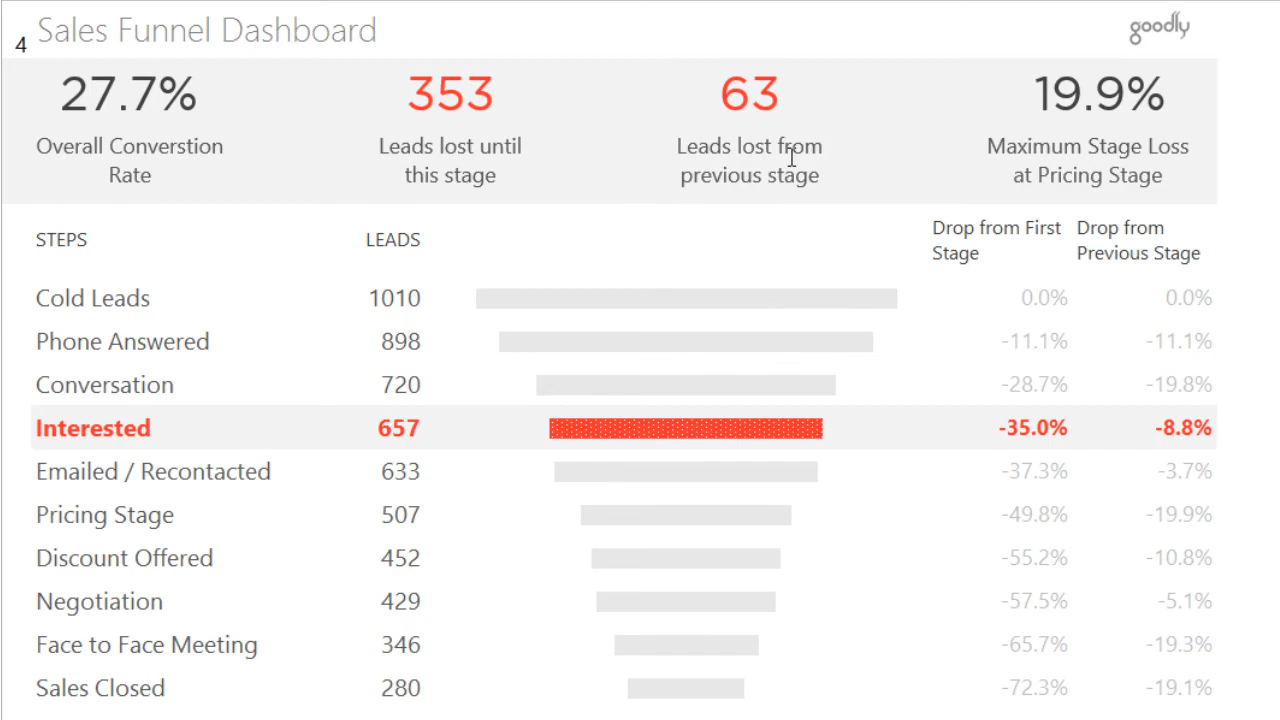 4 Sales Funnel Dashboard
goodly
27.7% 353 63 19.9%
Overall Converstion Leads lost until Leads lost from Maximum Stage Loss
Rate this stage previous stage at Pricing Stage
STEPS LEADS Drop from First Drop from
Stage Previous Stage
Cold Leads 1010 0.0% 0.0%
Phone Answered 898 -11.1% -11.1%
Conversation 720 -28.7% -19.8%
Interested 657 -35.0% -8.8%
Emailed / Recontacted 633 -37.3% -3.7%
Pricing Stage 507 -49.8% -19.9%
Discount Offered 452 -55.2% -10.8%
Negotiation 429 -57.5% -5.1%
Face to Face Meeting 346 -65.7% -19.3%
Sales Closed 280 -72.3% -19.1%